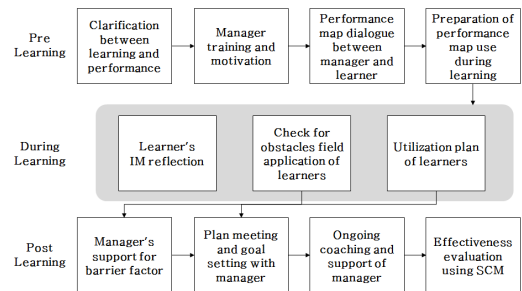 Pre
Learning
Clarification
between
learning and
performance
Manager
training and
motivation
Performance
map dialogue
between
manager and
learner
Preparation of
performance
map use
during
learning
During
Learning
Learner's
IM reflection
Check for
obstacles field
application of
learners
Utilization plan
of learners
Post
Learning
Manager's
support for
barrier factor
Plan meeting
and goal
setting with
manager
Ongoing
coaching and
support of
manager
Effectiveness
evaluation
using SCM